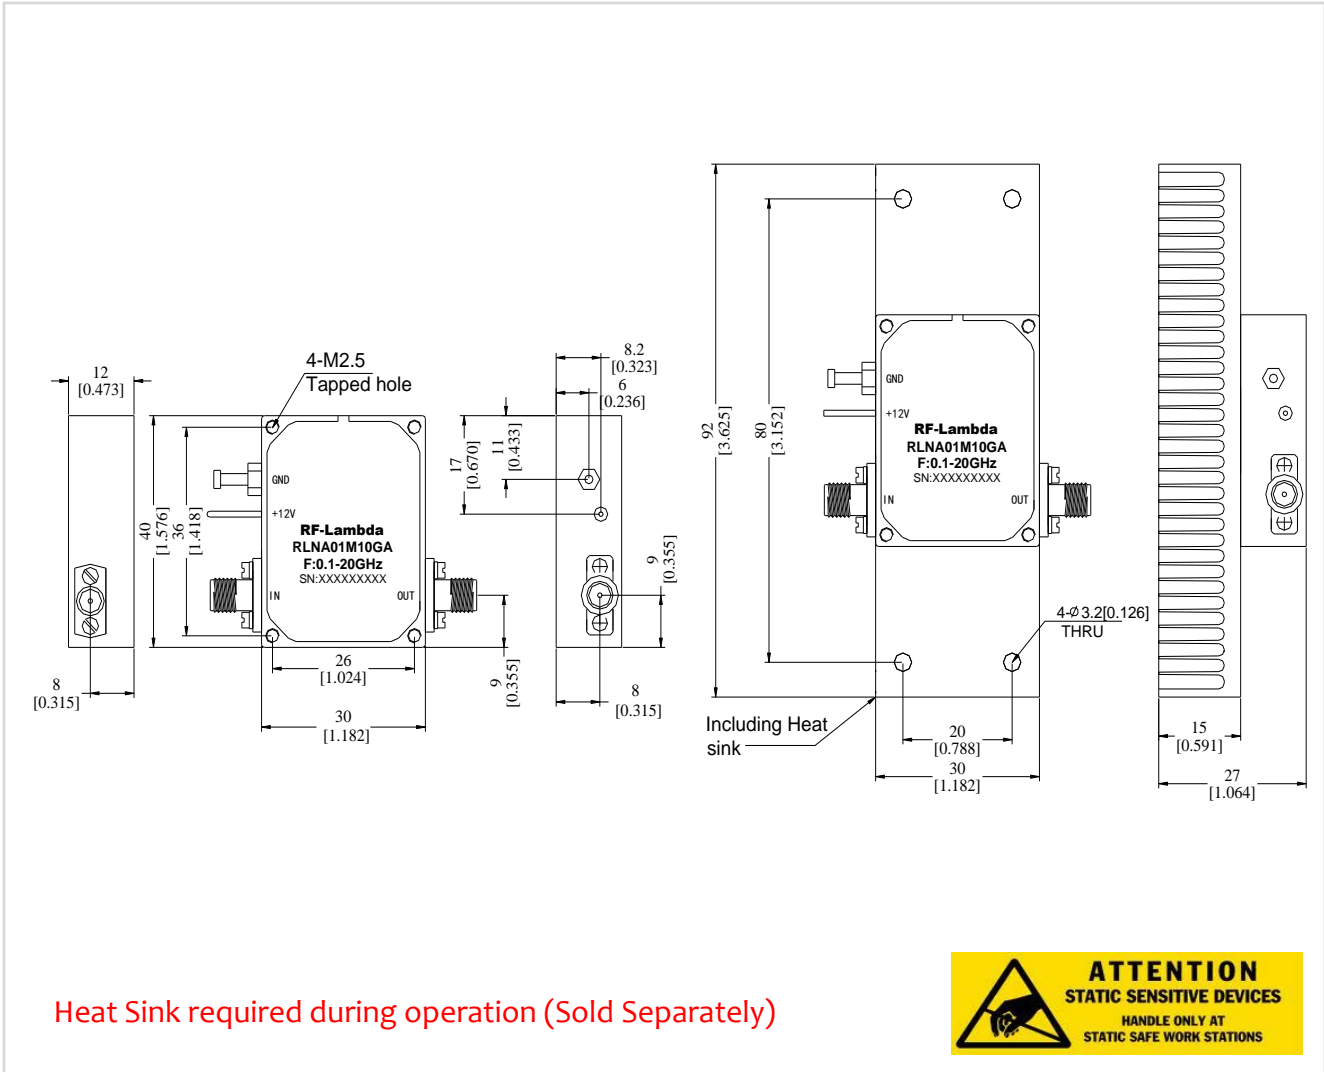 12
[0.473]
4-M2.5
Tapped hole
GND
+12V
RF-Lambda
RLNA01M10GA
F:0.1-20GHz
SN:XXXXXXXXX
IN
OUT
40
[1.576]
36
[1.418]
26
[1.024]
30
[1.182]
8
[0.315]
9
[0.355]
8.2
[0.323]
6
[0.236]
11
[0.433]
17
[0.670]
9
[0.355]
8
[0.315]
92
[3.625]
80
[3.152]
GND
+12V
RF-Lambda
RLNA01M10GA
F:0.1-20GHz
SN:XXXXXXXXX
IN
OUT
4-Ø3.2[0.126]
THRU
Including Heat
sink
20
[0.788]
30
[1.182]
15
[0.591]
27
[1.064]
Heat Sink required during operation (Sold Separately)
ATTENTION
STATIC SENSITIVE DEVICES
HANDLE ONLY AT
STATIC SAFE WORK STATIONS